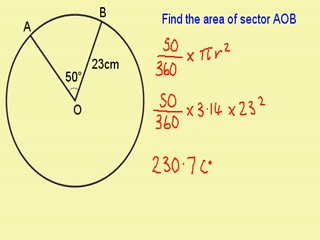 Find the area of sector AOB
A
B
50°
23cm
O
50/360 × πr²
50/360 × 3·14 × 23²
230·7 c